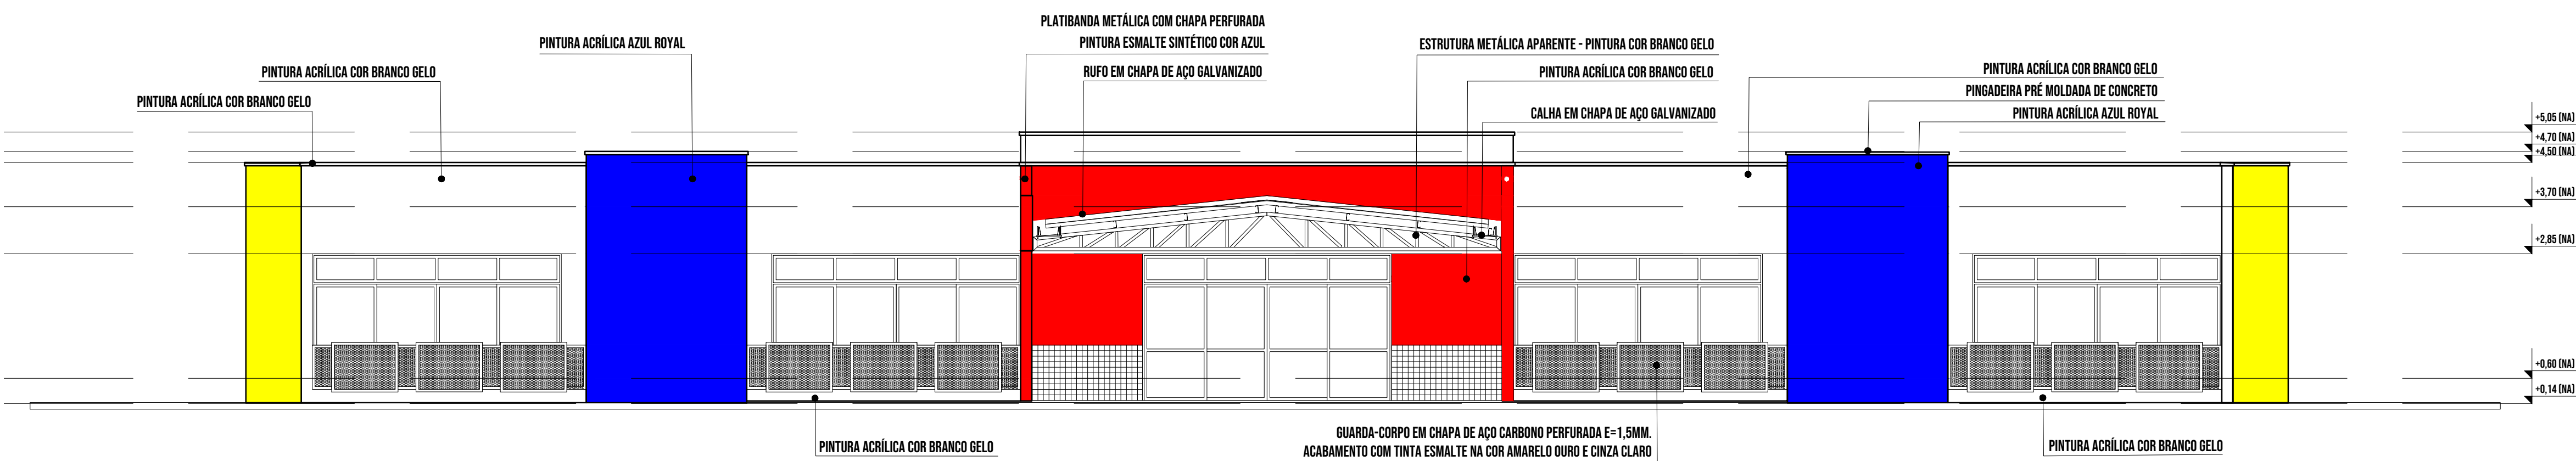 PLATIBANDA METÁLICA COM CHAPA PERFURADA
PINTURA ESMALTE SINTÉTICO COR AZUL
RUFO EM CHAPA DE AÇO GALVANIZADO
PINTURA ACRÍLICA AZUL ROYAL
PINTURA ACRÍLICA COR BRANCO GELO
PINTURA ACRÍLICA COR BRANCO GELO
ESTRUTURA METÁLICA APARENTE - PINTURA COR BRANCO GELO
PINTURA ACRÍLICA COR BRANCO GELO
CALHA EM CHAPA DE AÇO GALVANIZADO
PINTURA ACRÍLICA COR BRANCO GELO
PINGADEIRA PRÉ MOLDADA DE CONCRETO
PINTURA ACRÍLICA AZUL ROYAL
+5,05 (NA)
+4,70 (NA)
+4,50 (NA)
+3,70 (NA)
+2,85 (NA)
+0,60 (NA)
+0,14 (NA)
PINTURA ACRÍLICA COR BRANCO GELO
GUARDA-CORPO EM CHAPA DE AÇO CARBONO PERFURADA E=1,5MM.
ACABAMENTO COM TINTA ESMALTE NA COR AMARELO OURO E CINZA CLARO
PINTURA ACRÍLICA COR BRANCO GELO